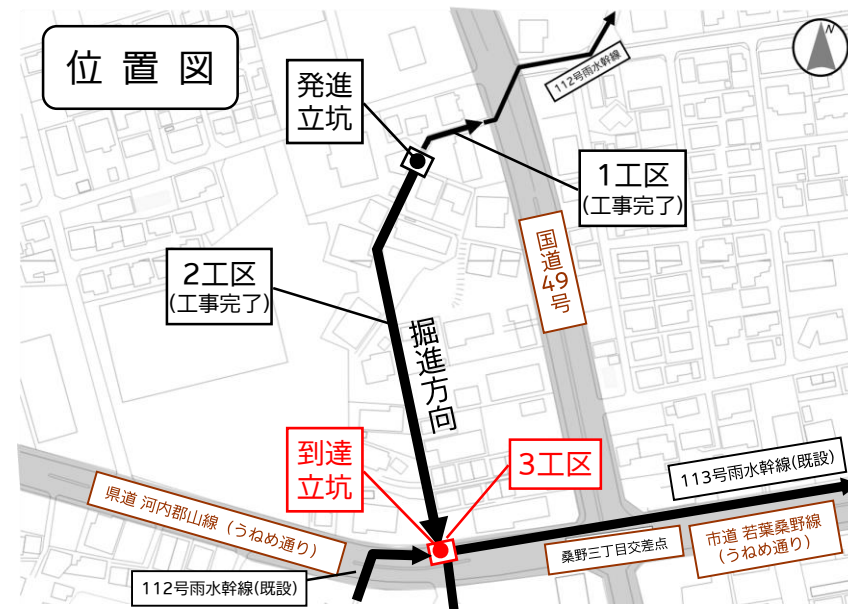 位置図
N
発進
立坑
112号雨水幹線
1工区
(工事完了)
国道49号
2工区
(工事完了)
掘進方向
到達
立坑
3工区
113号雨水幹線(既設)
県道 河内郡山線 (うねめ通り)
桑野三丁目交差点
市道 若葉桑野線
(うねめ通り)
112号雨水幹線(既設)